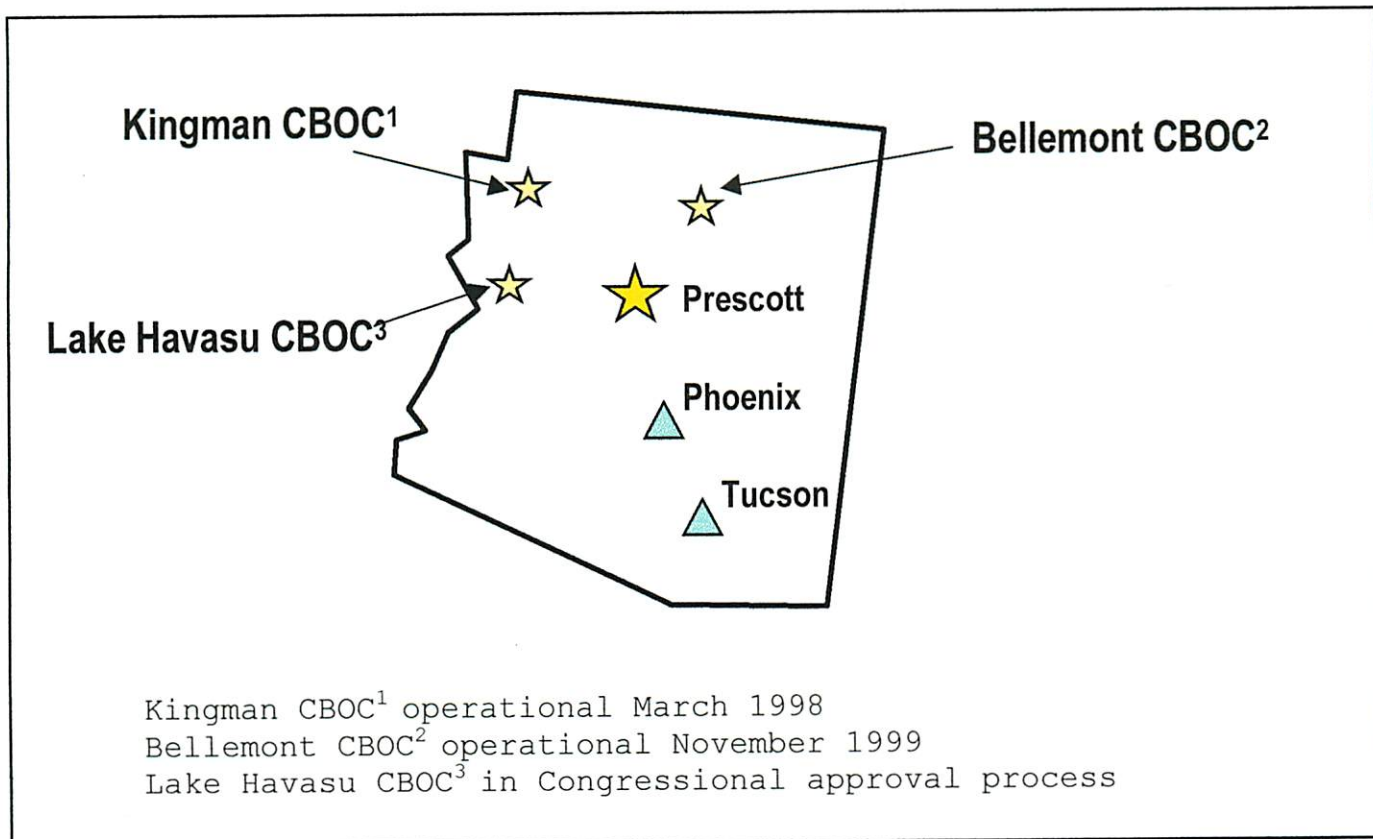 Kingman CBOC¹
Bellemont CBOC²
Prescott
Lake Havasu CBOC³
Phoenix
Tucson
Kingman CBOC¹ operational March 1998
Bellemont CBOC² operational November 1999
Lake Havasu CBOC³ in Congressional approval process